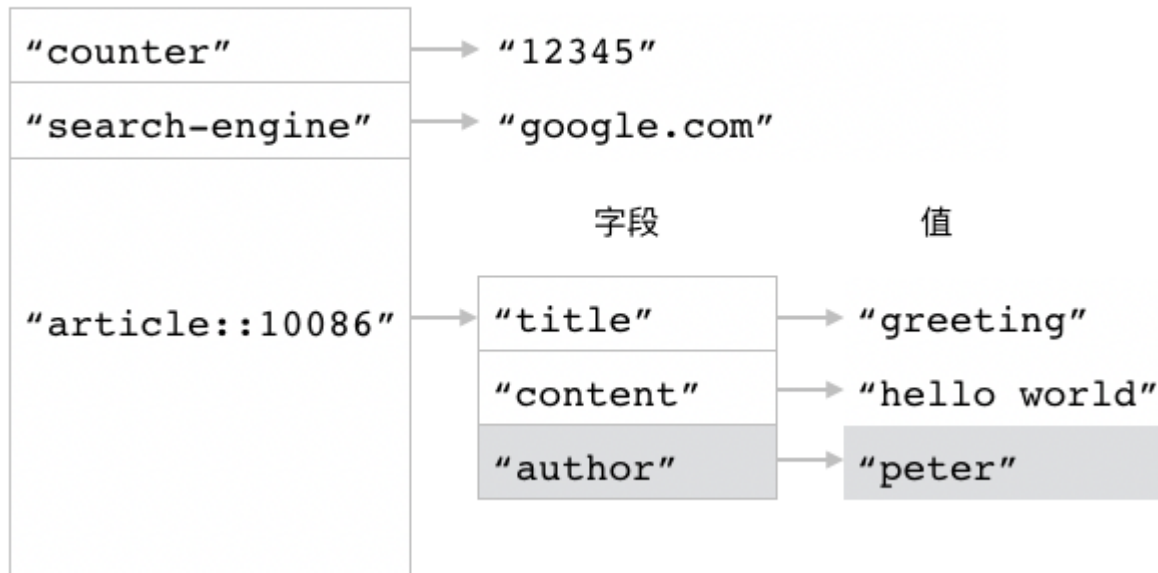 “counter” “12345”
“search-engine” “google.com”
字段 值
“article::10086” “title” “greeting”
“content” “hello world”
“author” “peter”